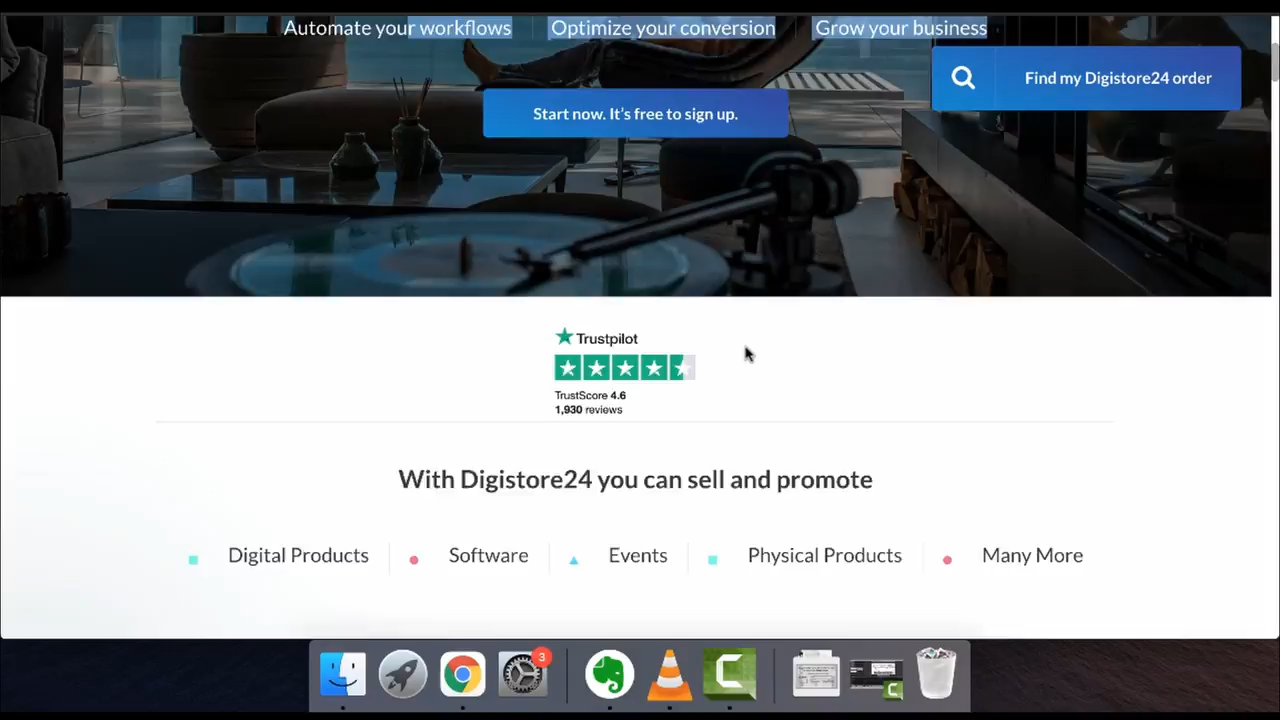 Automate your workflows Optimize your conversion Grow your business
Find my Digistore24 order
Start now. It's free to sign up.
Trustpilot
TrustScore 4.6
1,930 reviews
With Digistore24 you can sell and promote
Digital Products Software Events Physical Products Many More
3